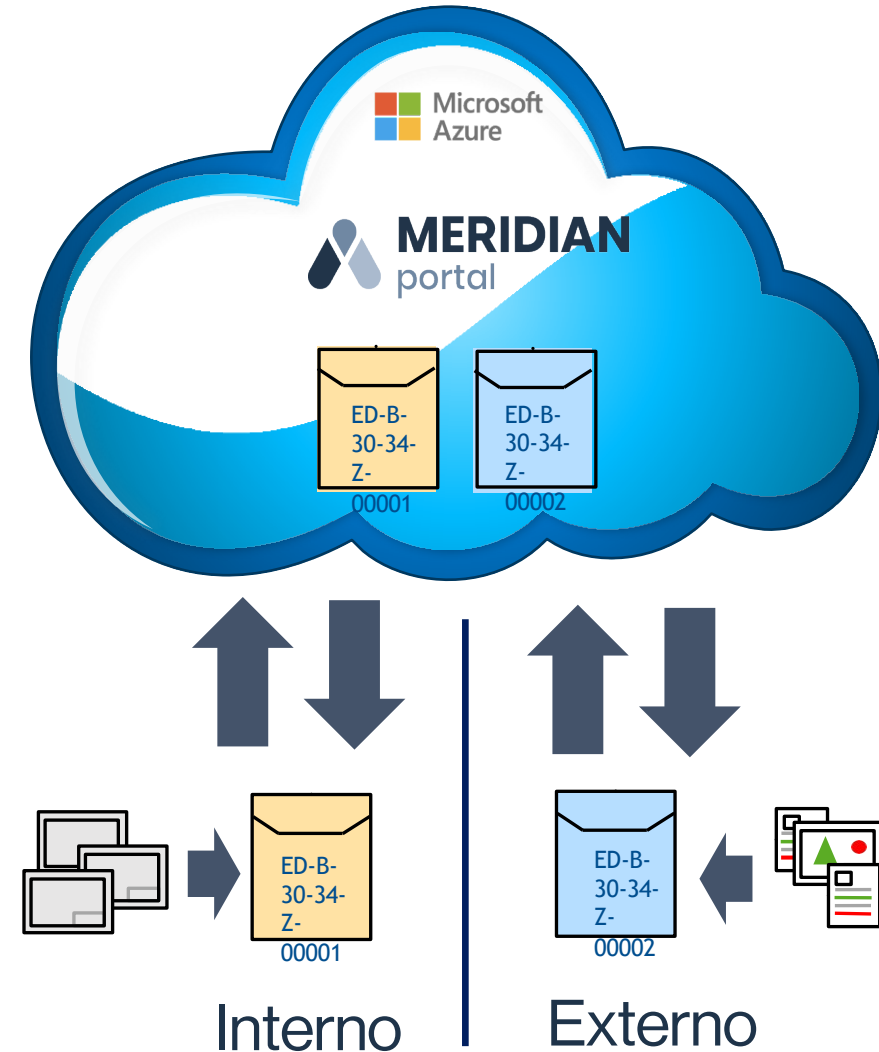 Microsoft
Azure
MERIDIAN
portal
ED-B-
30-34-
Z-
00001
ED-B-
30-34-
Z-
00002
ED-B-
30-34-
Z-
00001
ED-B-
30-34-
Z-
00002
Interno
Externo